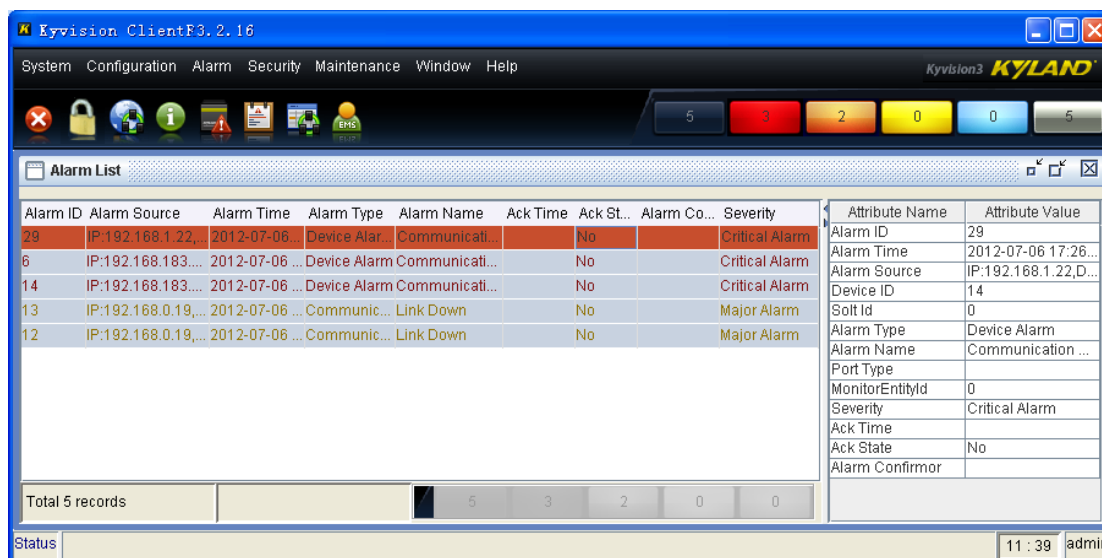 Kyvision ClientF3.2.16
System Configuration Alarm Security Maintenance Window Help Kyvision3 KYLAND
EMS 5 3 2 0 0 5
Alarm List
Alarm ID Alarm Source Alarm Time Alarm Type Alarm Name Ack Time Ack St... Alarm Co... Severity
29 IP:192.168.1.22,... 2012-07-06... Device Alar... Communicati... No Critical Alarm
6 IP:192.168.183.... 2012-07-06 ... Device Alarm Communicati... No Critical Alarm
14 IP:192.168.183.... 2012-07-06 ... Device Alarm Communicati... No Critical Alarm
13 IP:192.168.0.19,... 2012-07-06 ... Communic... Link Down No Major Alarm
12 IP:192.168.0.19,... 2012-07-06 ... Communic... Link Down No Major Alarm
Attribute Name Attribute Value
Alarm ID 29
Alarm Time 2012-07-06 17:26...
Alarm Source IP:192.168.1.22,D...
Device ID 14
Solt Id 0
Alarm Type Device Alarm
Alarm Name Communication ...
Port Type
MonitorEntityId 0
Severity Critical Alarm
Ack Time
Ack State No
Alarm Confirmor
Total 5 records 5 3 2 0 0
Status 11 : 39 admi